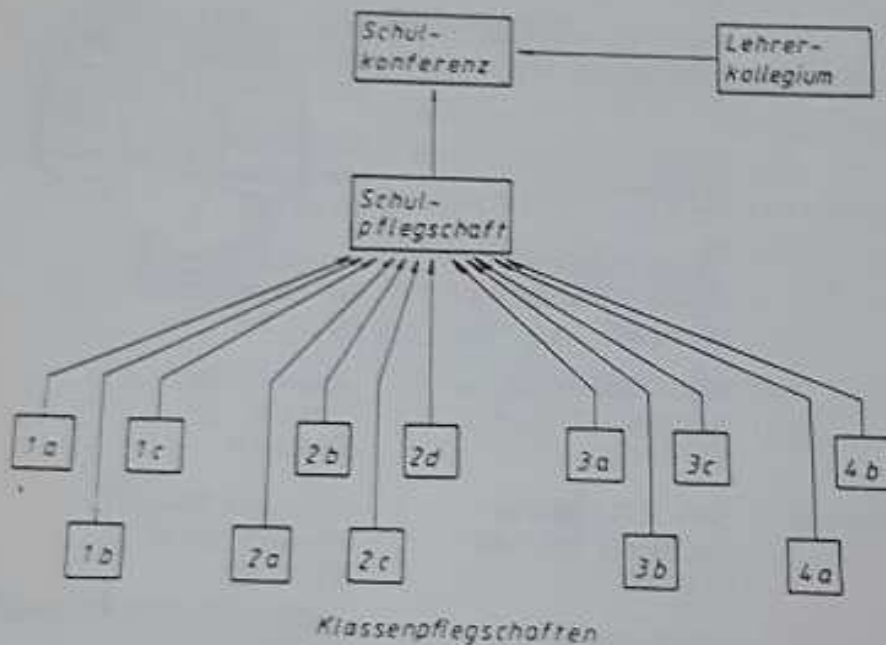 Schul-
konferenz
Lehrer-
kollegium
Schul-
pflegschaft
1a
1c
2b
2d
3a
3c
4b
1b
2a
2c
3b
4a
Klassenpflegschaften